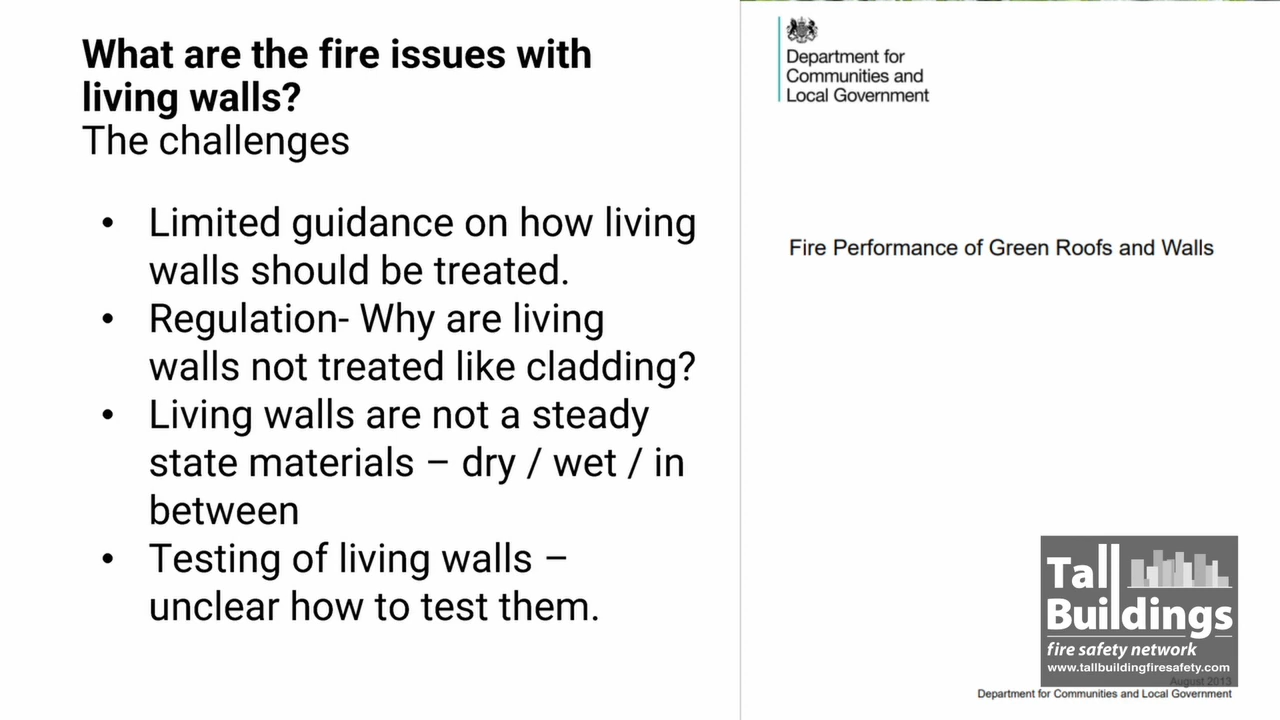 What are the fire issues with
living walls?
The challenges
• Limited guidance on how living
walls should be treated.
• Regulation- Why are living
walls not treated like cladding?
• Living walls are not a steady
state materials – dry / wet / in
between
• Testing of living walls –
unclear how to test them.
Department for
Communities and
Local Government
Fire Performance of Green Roofs and Walls
Tall
Buildings
fire safety network
www.tallbuildingfiresafety.com
August 2013
Department for Communities and Local Government